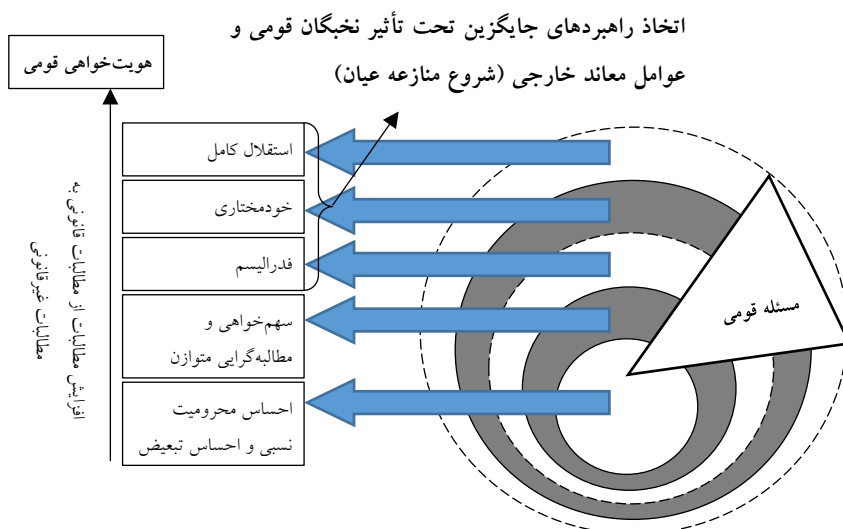 اتخاذ راهبردهای جایگزین تحت تأثیر نخبگان قومی و
عوامل معاند خارجی (شروع منازعه عیان)
هویت‌خواهی قومی
استقلال کامل
خودمختاری
فدرالیسم
سهم‌خواهی و
مطالبه‌گرایی متوازن
احساس محرومیت
نسبی و احساس تبعیض
افزایش مطالبات از مطالبات قانونی به
مطالبات غیرقانونی
مسئله قومی